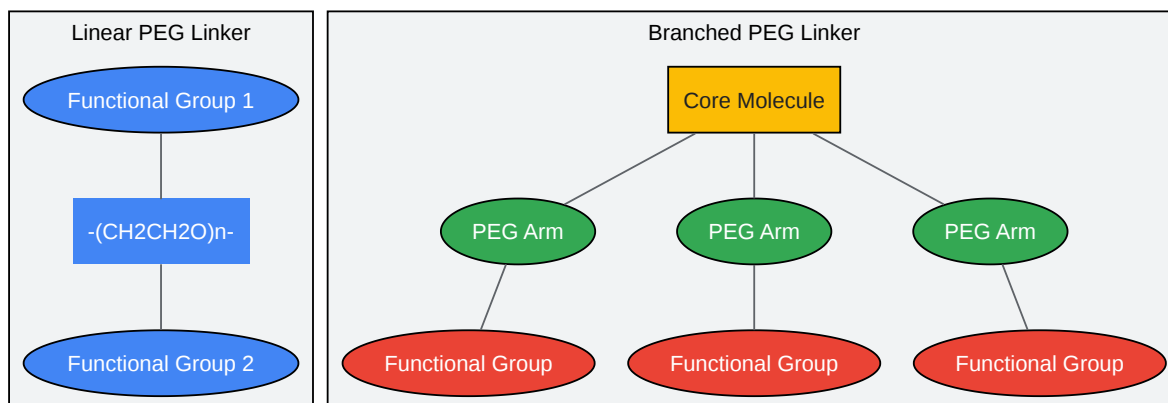 Linear PEG Linker
Functional Group 1
-(CH2CH2O)n-
Functional Group 2
Branched PEG Linker
Core Molecule
PEG Arm
PEG Arm
PEG Arm
Functional Group
Functional Group
Functional Group